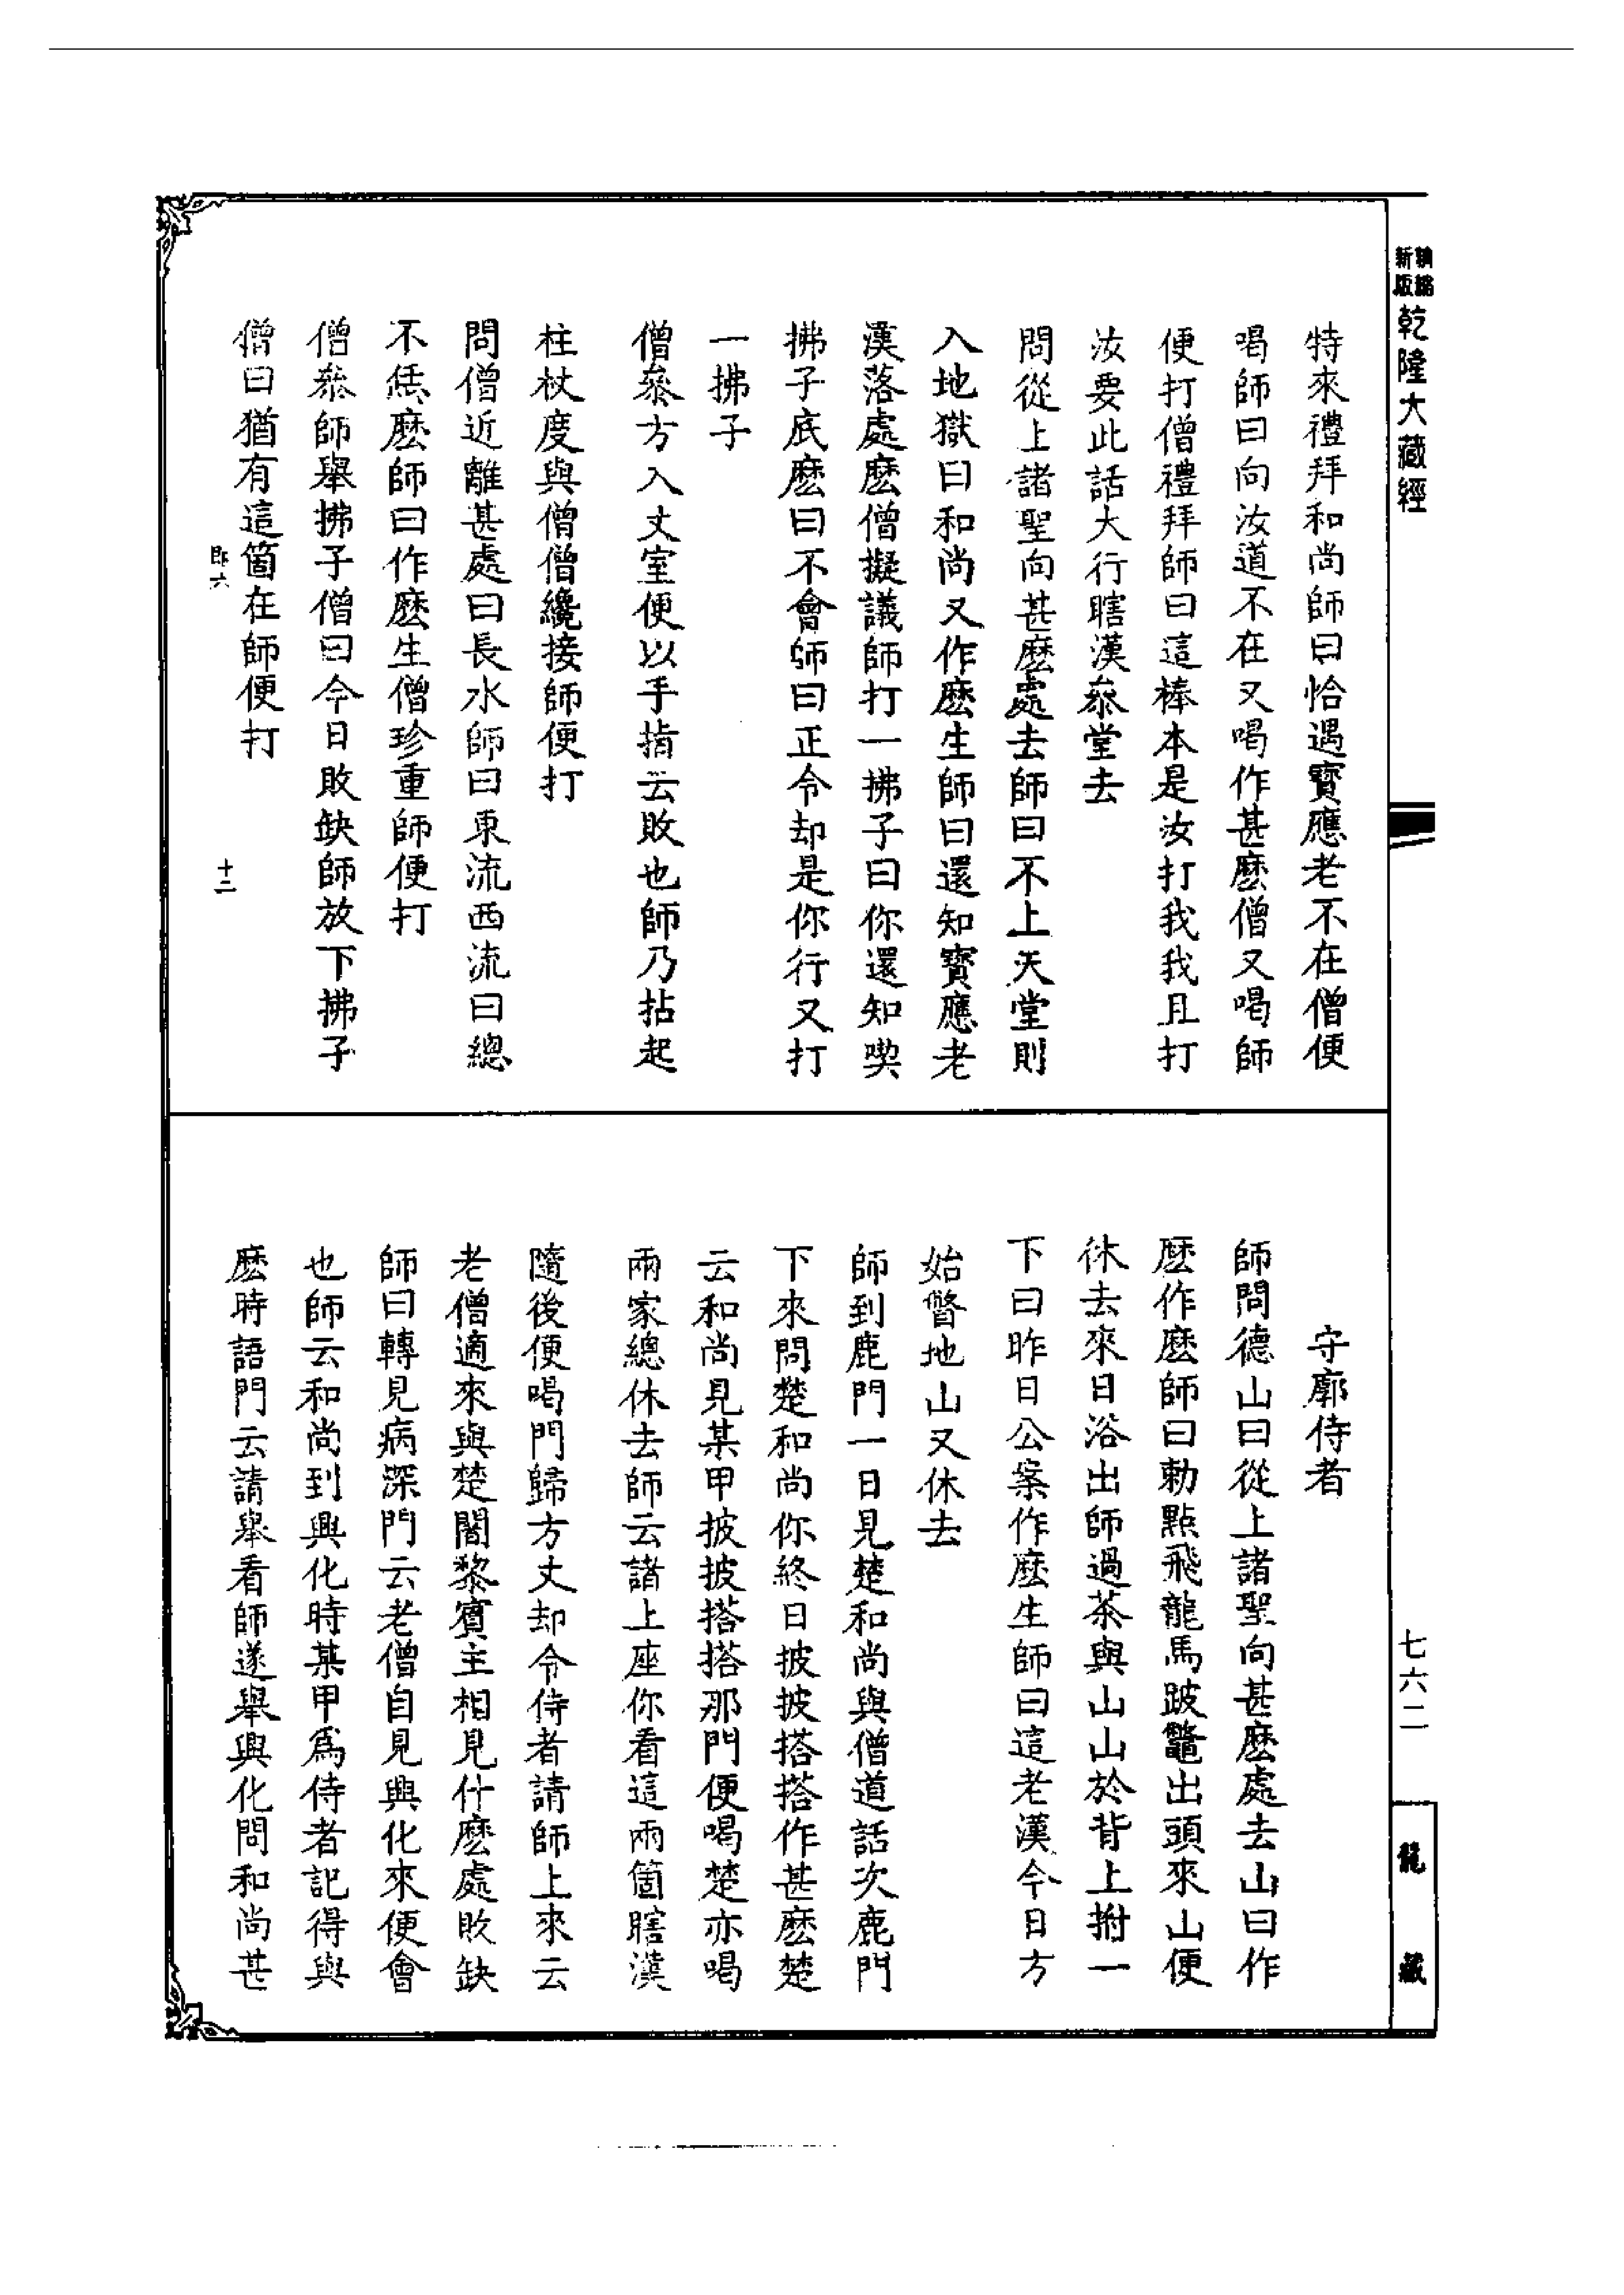 新編
新版
乾隆大藏經
特來禮拜和尚師曰恰遇寶應老不在僧便
喝師曰向汝道不在又喝作甚麼僧又喝師
便打僧禮拜師曰這棒本是汝打我我且打
汝要此話大行瞎漢叅堂去
問從上諸聖向甚麼處去師曰不上天堂則
入地獄曰和尚又作麼生師曰還知寶應老
漢落處麼僧擬議師打一拂子曰你還知喫
拂子底麼曰不會師曰正令却是你行又打
一拂子
僧叅方入丈室便以手指云敗也師乃拈起
柱杖度與僧僧纔接師便打
問僧近離甚處曰長水師曰東流西流曰總
不恁麼師曰作麼生僧珍重師便打
僧叅師舉拂子僧曰今日敗缺師放下拂子
僧曰猶有這箇在師便打
即六
十二
守廓侍者
師問德山曰從上諸聖向甚麼處去山曰作
麼作麼師曰勅點飛龍馬跛鼈出頭來山便
休去來日浴出師過茶與山山於背上拊一
下曰昨日公案作麼生師曰這老漢今日方
始瞥地山又休去
師到鹿門一日見楚和尚與僧道話次鹿門
下來問楚和尚你終日披披搭搭作甚麼楚
云和尚見某甲披披搭搭那門便喝楚亦喝
兩家總休去師云諸上座你看這兩箇瞎漢
隨後便喝門歸方丈却令侍者請師上來云
老僧適來與楚闍黎賓主相見什麼處敗缺
師曰轉見病深門云老僧自見興化來便會
也師云和尚到興化時某甲為侍者記得與
麼時語門云請舉看師遂舉興化問和尚甚
七六二
龍藏